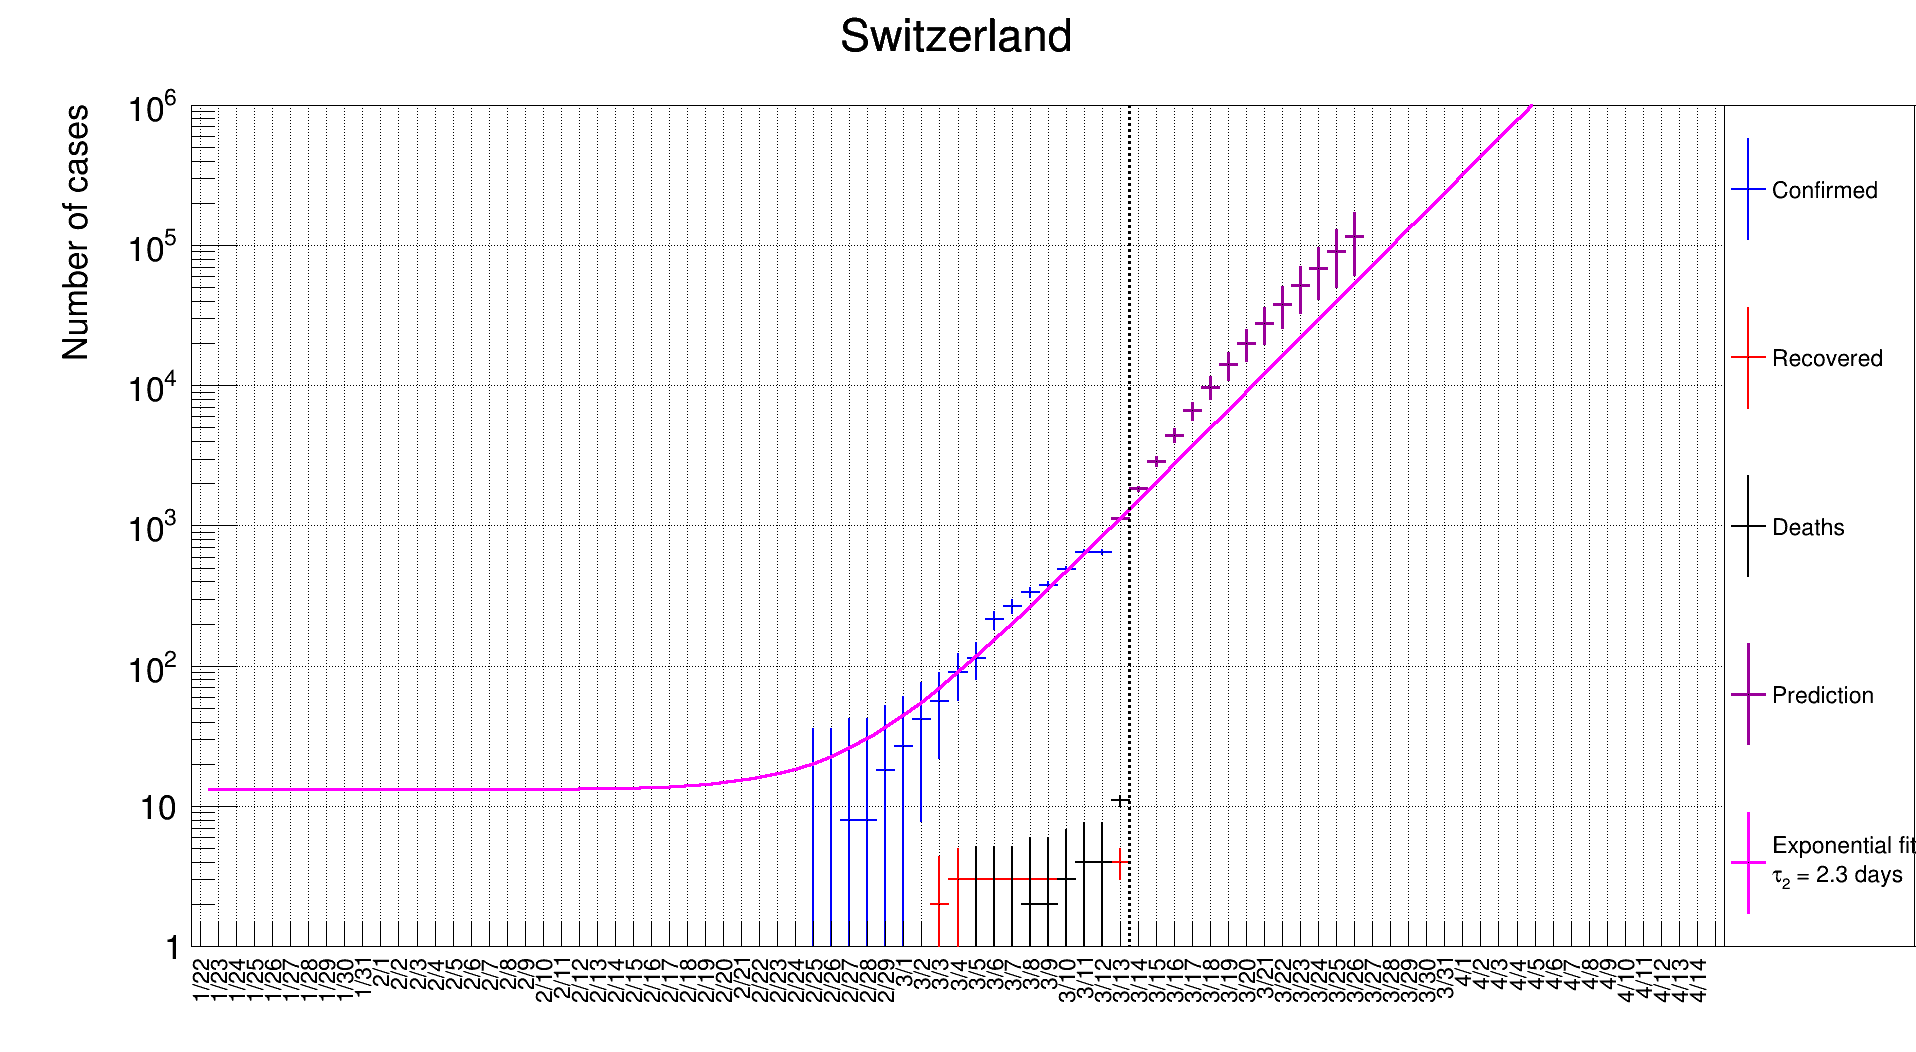 Switzerland
Number of cases
10^6
10^5
10^4
10^3
10^2
10
1
1/22 1/23 1/24 1/25 1/26 1/27 1/28 1/29 1/30 1/31 2/1 2/2 2/3 2/4 2/5 2/6 2/7 2/8 2/9 2/10 2/11 2/12 2/13 2/14 2/15 2/16 2/17 2/18 2/19 2/20 2/21 2/22 2/23 2/24 2/25 2/26 2/27 2/28 2/29 3/1 3/2 3/3 3/4 3/5 3/6 3/7 3/8 3/9 3/10 3/11 3/12 3/13 3/14 3/15 3/16 3/17 3/18 3/19 3/20 3/21 3/22 3/23 3/24 3/25 3/26 3/27 3/28 3/29 3/30 3/31 4/1 4/2 4/3 4/4 4/5 4/6 4/7 4/8 4/9 4/10 4/11 4/12 4/13 4/14
Confirmed
Recovered
Deaths
Prediction
Exponential fit
τ₂ = 2.3 days